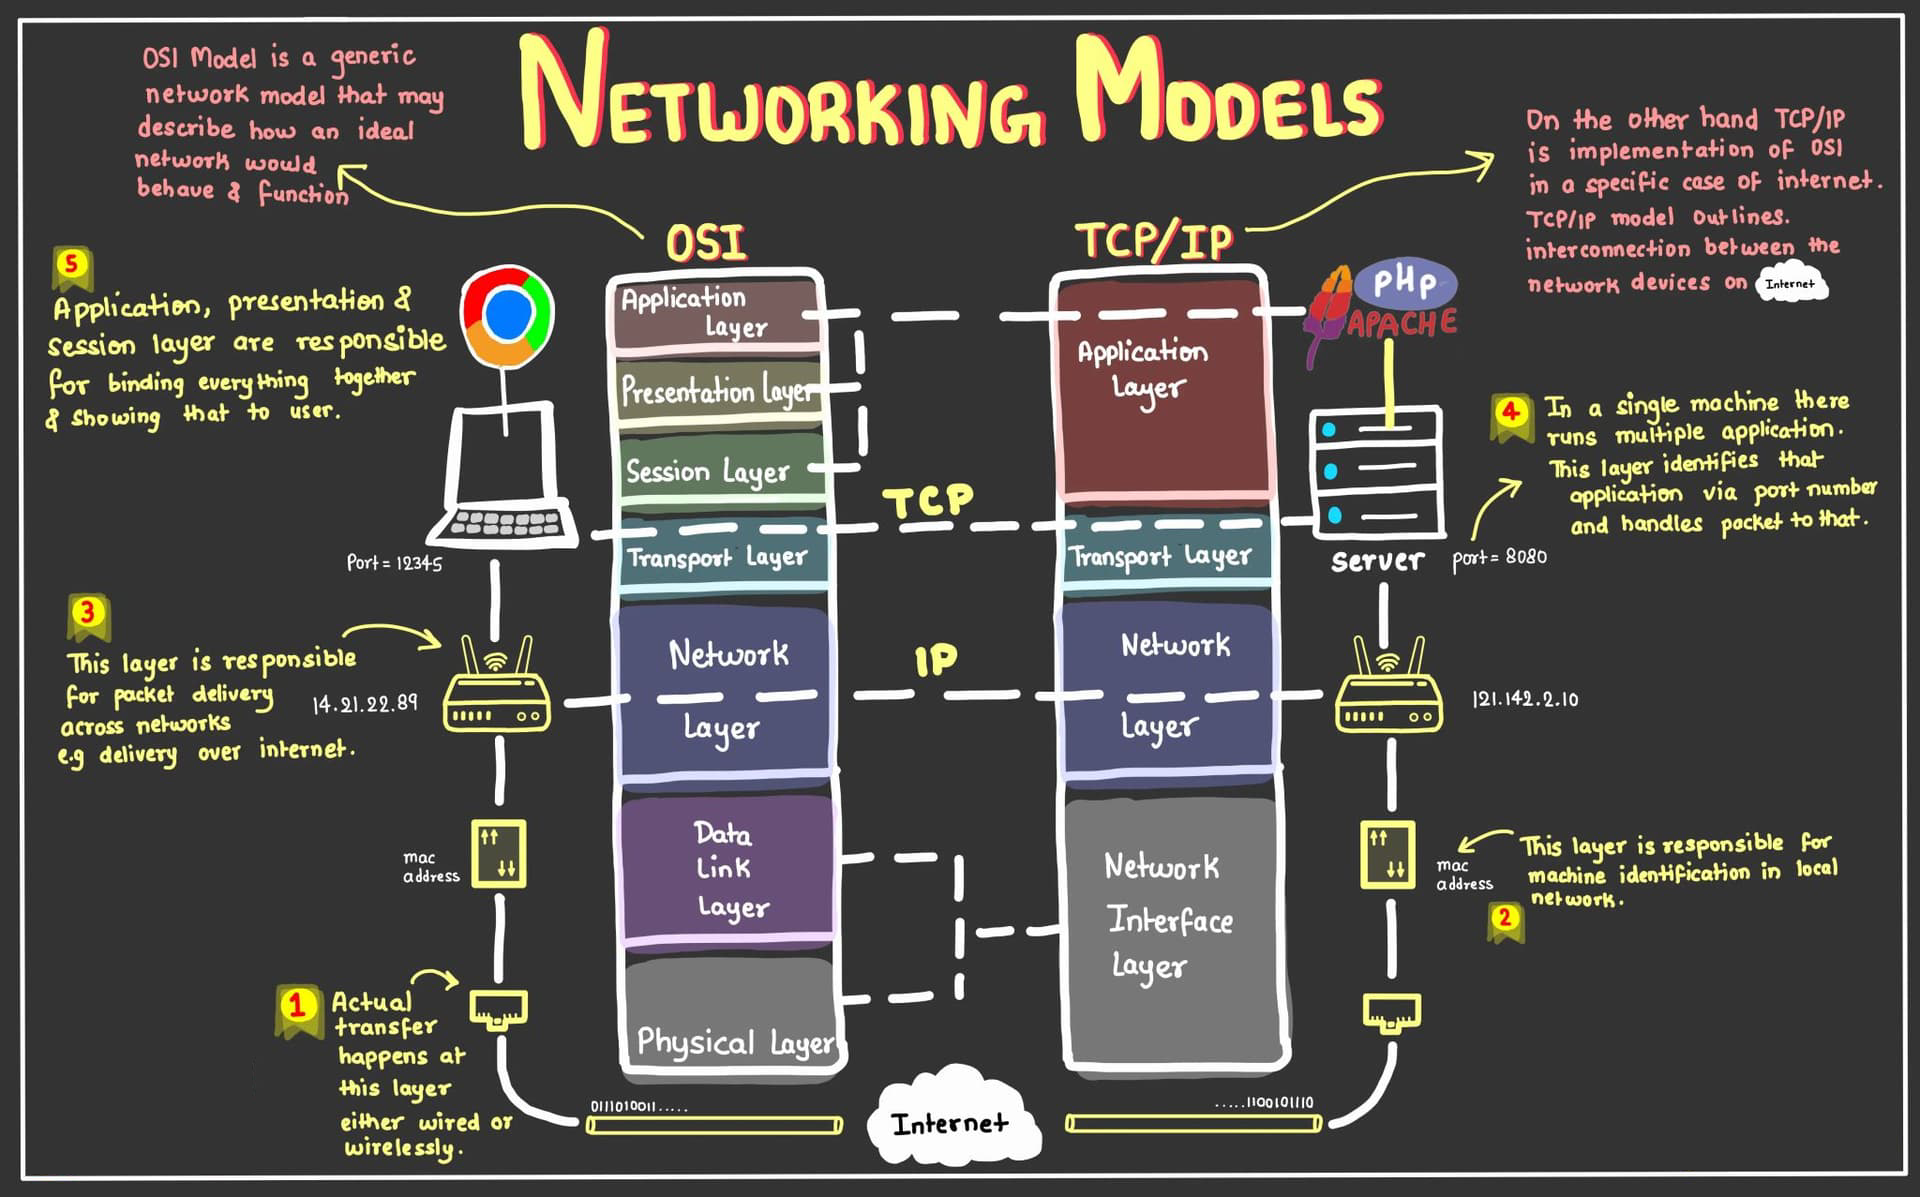 NETWORKING MODELS
OSI Model is a generic
network model that may
describe how an ideal
network would
behave & function
On the other hand TCP/IP
is implementation of OSI
in a specific case of internet.
TCP/IP model outlines.
interconnection between the
network devices on Internet
OSI
TCP/IP
5
Application, presentation &
Session layer are responsible
for binding everything together
& showing that to user.
Application
Layer
Presentation Layer
Session Layer
Transport Layer
Network
Layer
Data
Link
Layer
Physical Layer
TCP
IP
Application
Layer
Transport Layer
Network
Layer
Network
Interface
Layer
PHP
APACHE
4
In a single machine there
runs multiple application.
This layer identifies that
application via port number
and handles packet to that.
Server
port = 8080
Port = 12345
3
This layer is responsible
for packet delivery
across networks
e.g delivery over internet.
14.21.22.89
121.142.2.10
mac
address
mac
address
This layer is responsible for
machine identification in local
network.
2
1
Actual
transfer
happens at
this layer
either wired or
wirelessly.
0111010011.....
Internet
.....1100101110